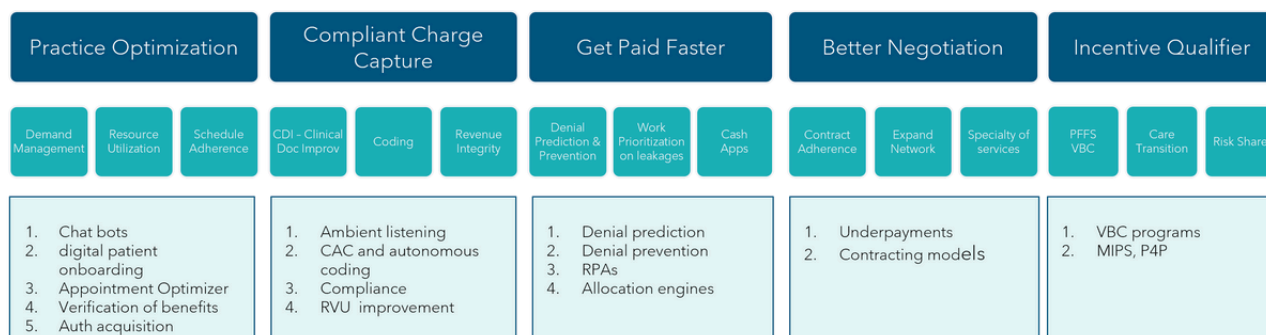 Practice Optimization
Compliant Charge
Capture
Get Paid Faster
Better Negotiation
Incentive Qualifier
Demand
Management
Resource
Utilization
Schedule
Adherence
CDI – Clinical
Doc Improv
Coding
Revenue
Integrity
Denial
Prediction &
Prevention
Work
Prioritization
on leakages
Cash
Apps
Contract
Adherence
Expand
Network
Specialty of
services
PFFS
VBC
Care
Transition
Risk Share
1. Chat bots
2. digital patient
onboarding
3. Appointment Optimizer
4. Verification of benefits
5. Auth acquisition
1. Ambient listening
2. CAC and autonomous
coding
3. Compliance
4. RVU improvement
1. Denial prediction
2. Denial prevention
3. RPAs
4. Allocation engines
1. Underpayments
2. Contracting models
1. VBC programs
2. MIPS, P4P